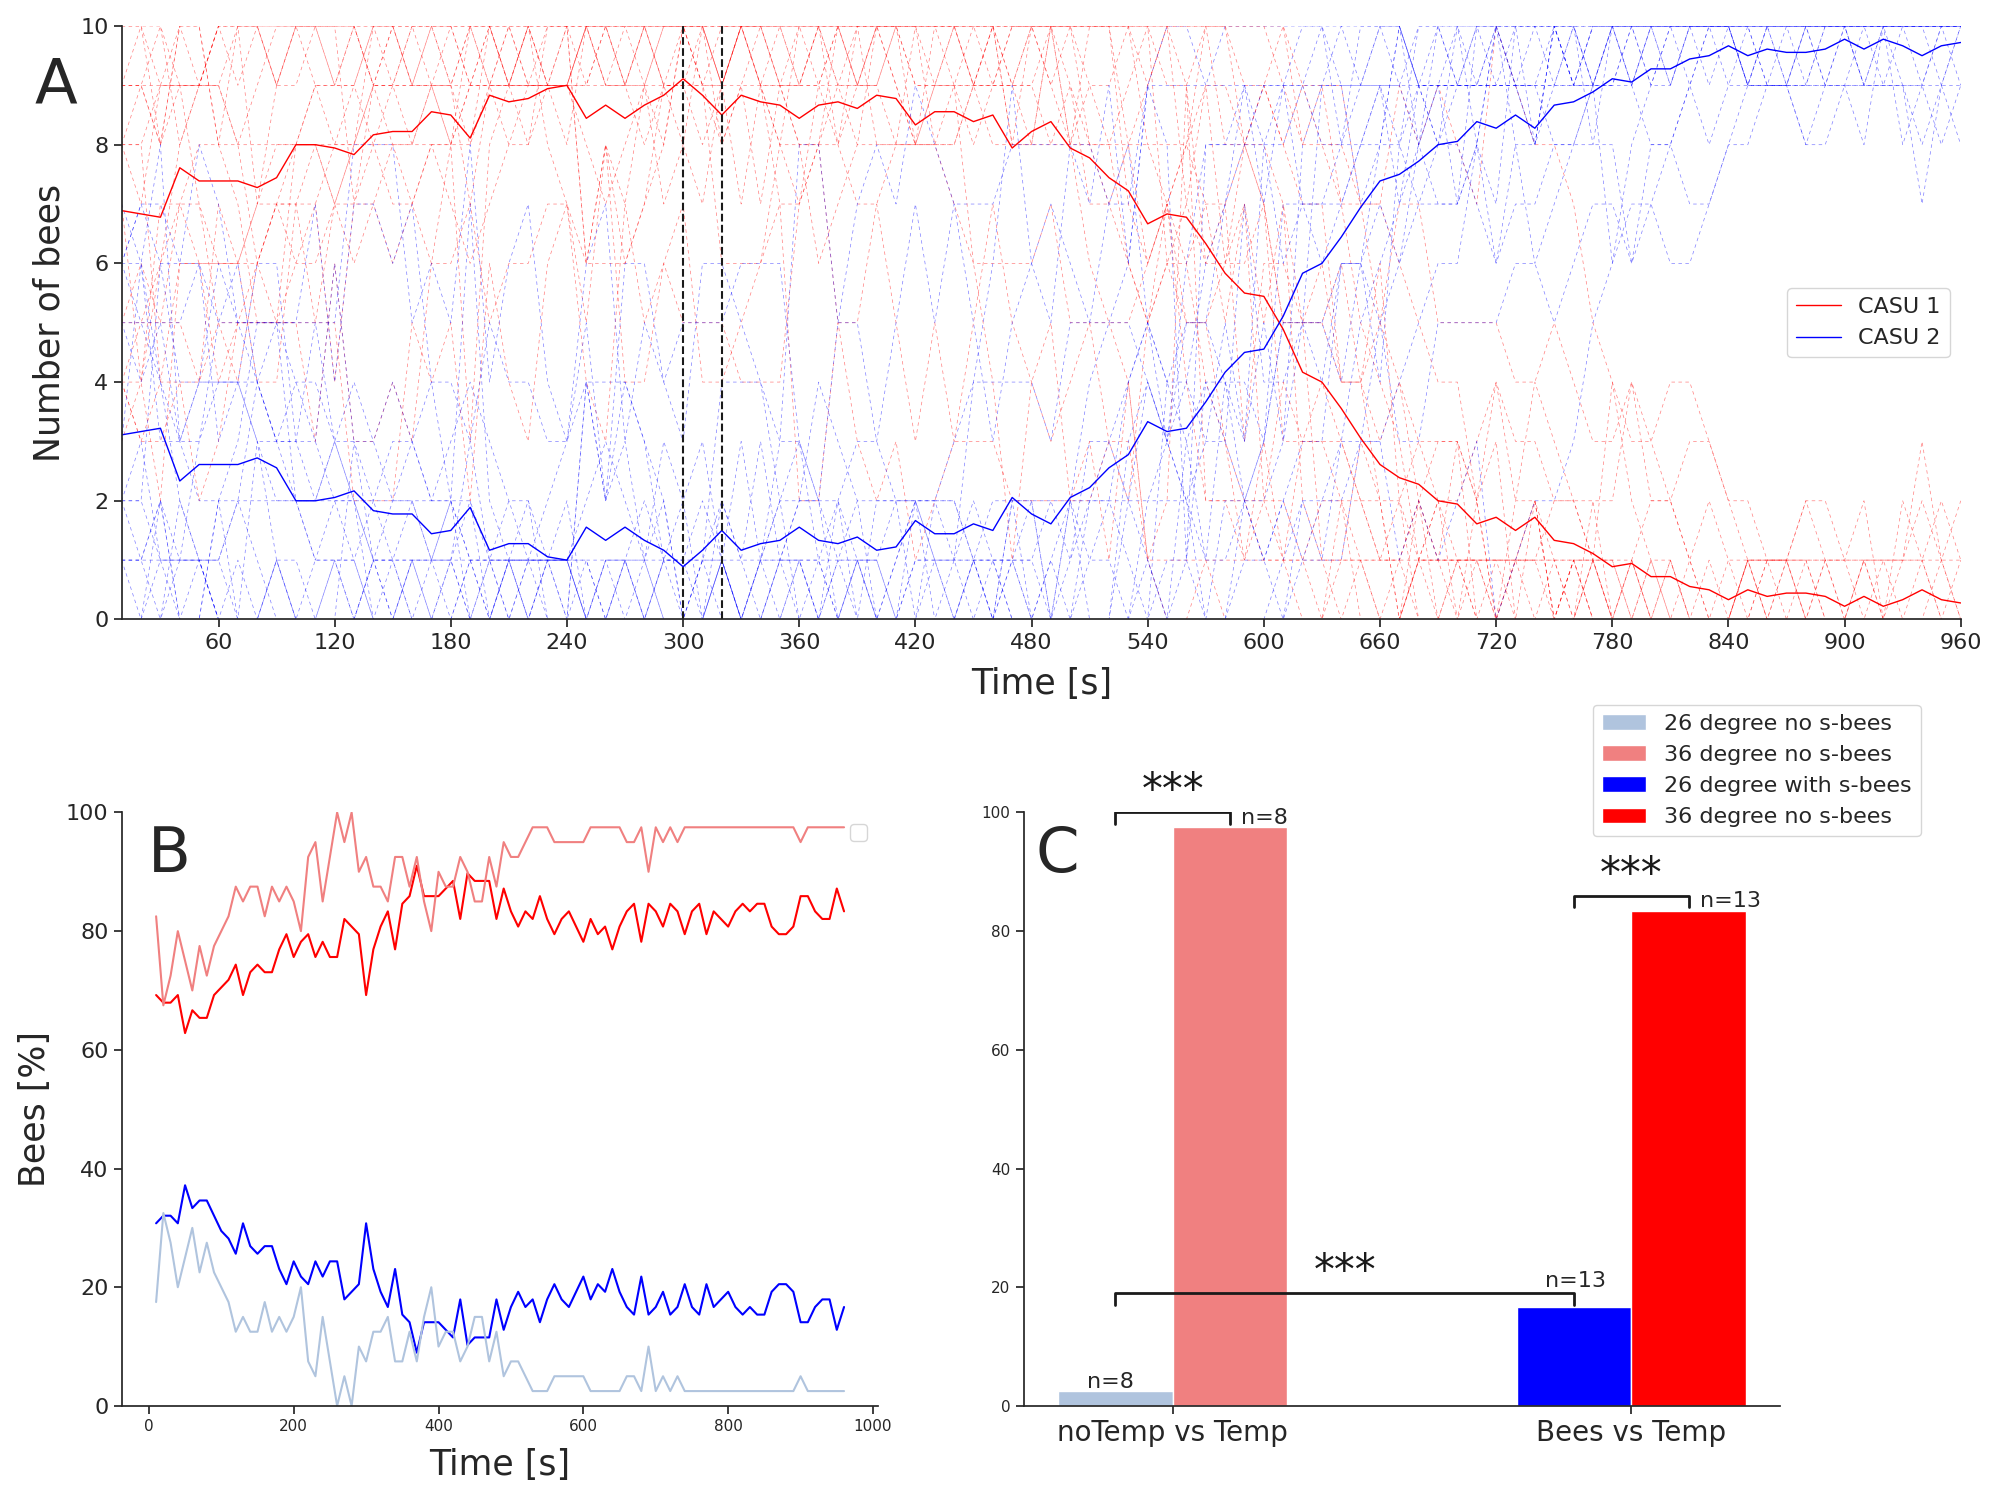 A
Number of bees
10
8
6
4
2
0
60 120 180 240 300 360 420 480 540 600 660 720 780 840 900 960
Time [s]
CASU 1
CASU 2
B
Bees [%]
100
80
60
40
20
0
0 200 400 600 800 1000
Time [s]
26 degree no s-bees
36 degree no s-bees
26 degree with s-bees
36 degree no s-bees
C
100
80
60
40
20
0
***
n=8
***
n=13
***
n=13
n=8
noTemp vs Temp
Bees vs Temp